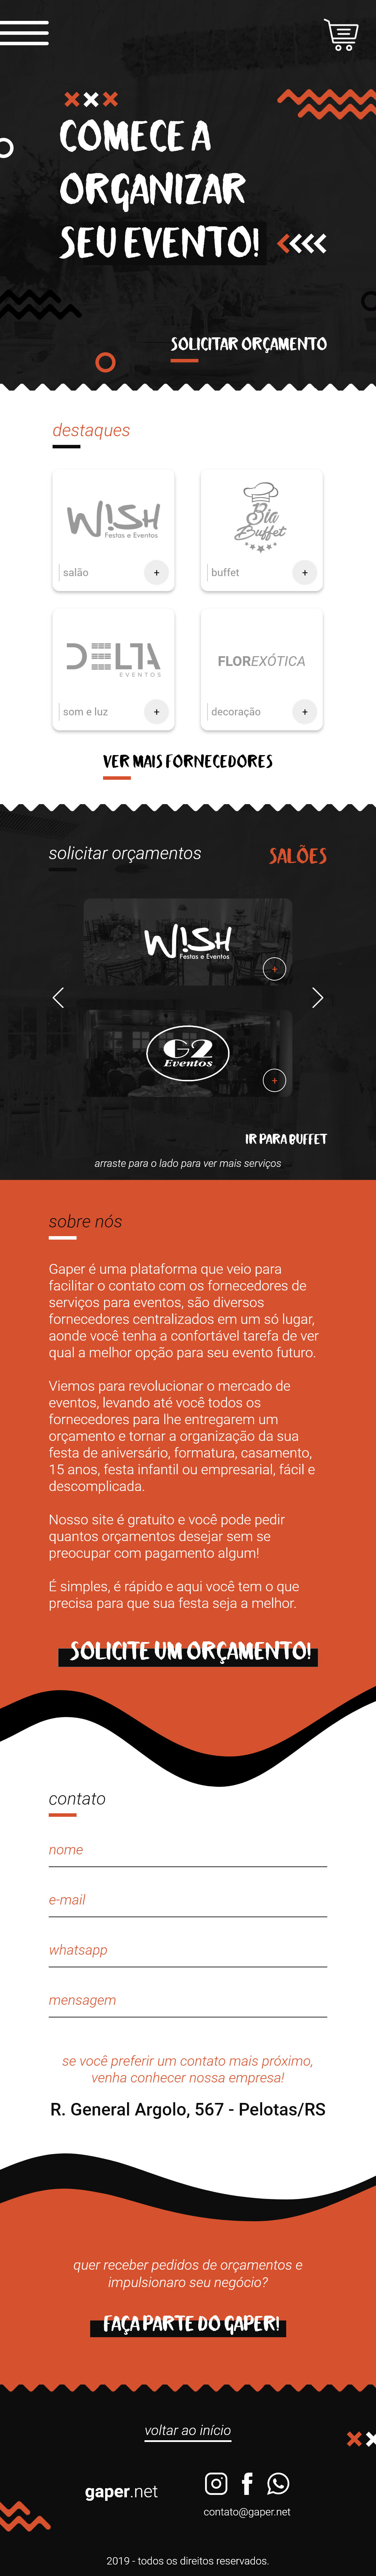 COMECE A
ORGANIZAR
SEU EVENTO!
SOLICITAR ORÇAMENTO
destaques
W!SH
Festas e Eventos
salão
+
Bia
Buffet
buffet
+
DELTA
EVENTOS
som e luz
+
FLOREXÓTICA
decoração
+
VER MAIS FORNECEDORES
solicitar orçamentos
SALÕES
W!SH
Festas e Eventos
+
G2
Eventos
+
IR PARA BUFFET
arraste para o lado para ver mais serviços
sobre nós
Gaper é uma plataforma que veio para
facilitar o contato com os fornecedores de
serviços para eventos, são diversos
fornecedores centralizados em um só lugar,
aonde você tenha a confortável tarefa de ver
qual a melhor opção para seu evento futuro.
Viemos para revolucionar o mercado de
eventos, levando até você todos os
fornecedores para lhe entregarem um
orçamento e tornar a organização da sua
festa de aniversário, formatura, casamento,
15 anos, festa infantil ou empresarial, fácil e
descomplicada.
Nosso site é gratuito e você pode pedir
quantos orçamentos desejar sem se
preocupar com pagamento algum!
É simples, é rápido e aqui você tem o que
precisa para que sua festa seja a melhor.
SOLICITE UM ORÇAMENTO!
contato
nome
e-mail
whatsapp
mensagem
se você preferir um contato mais próximo,
venha conhecer nossa empresa!
R. General Argolo, 567 - Pelotas/RS
quer receber pedidos de orçamentos e
impulsionaro seu negócio?
FAÇA PARTE DO GAPER!
voltar ao início
gaper.net
contato@gaper.net
2019 - todos os direitos reservados.